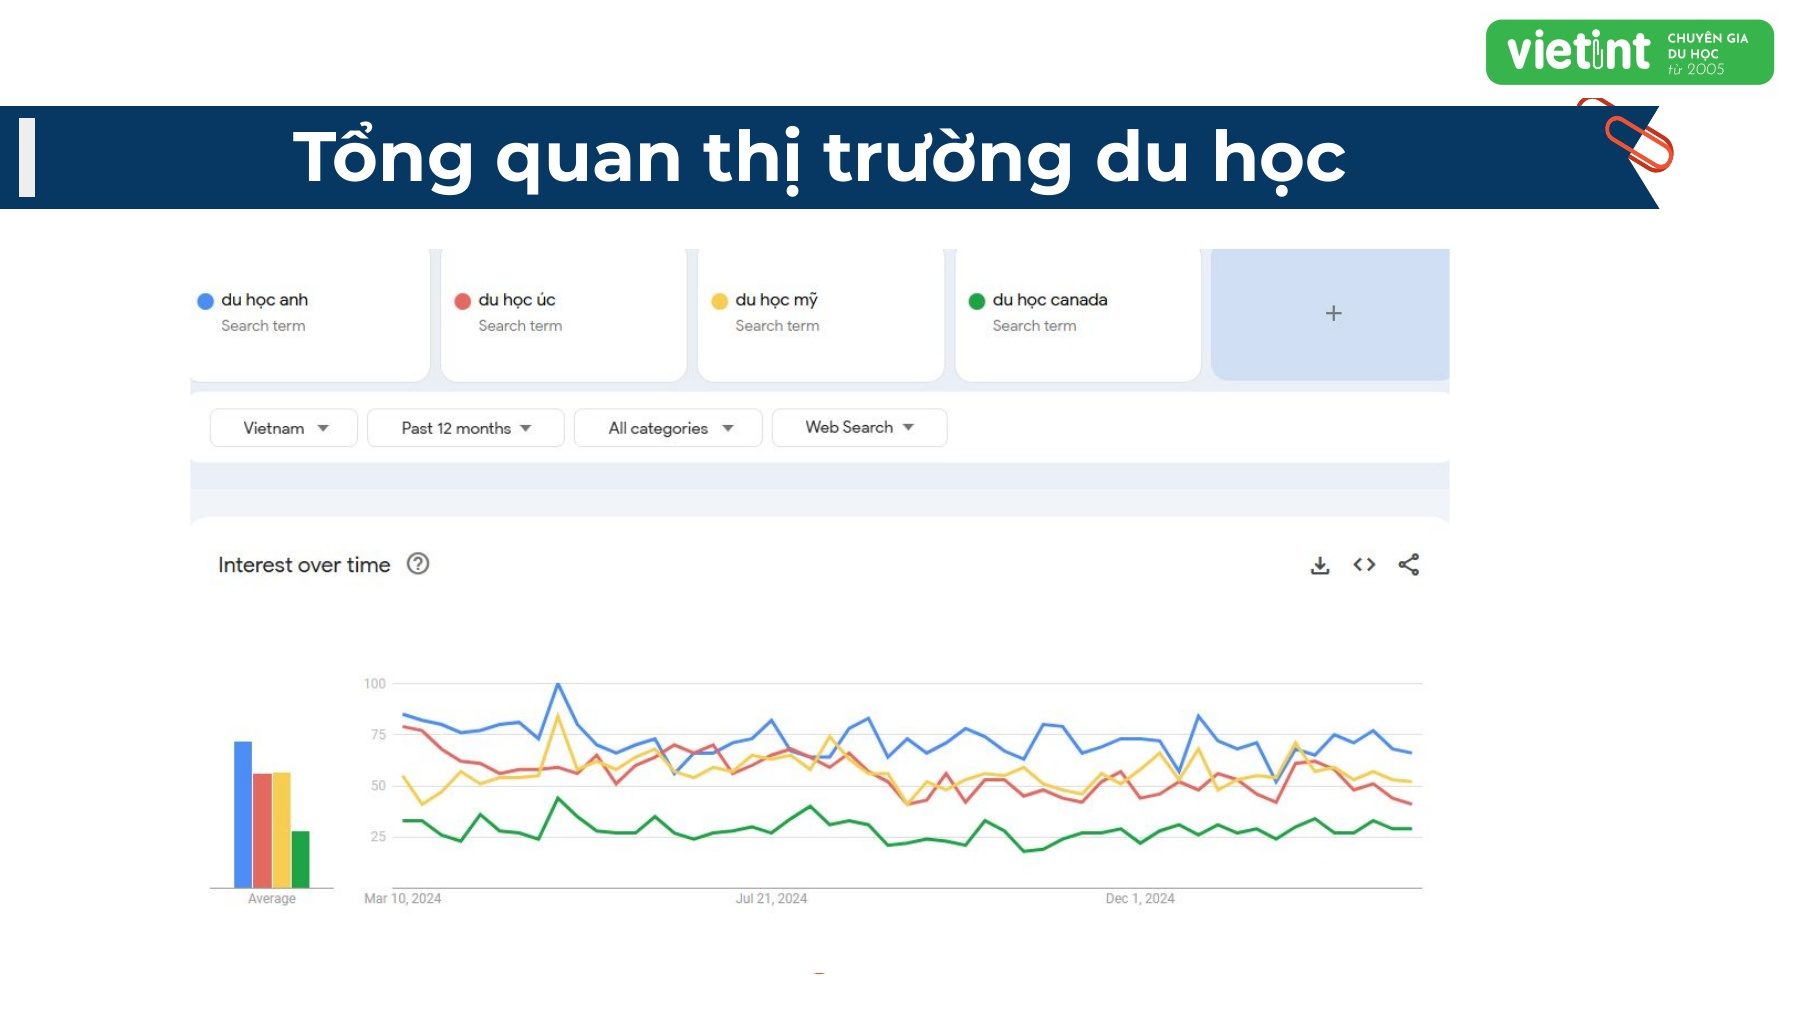 vietint
CHUYÊN GIA
DU HỌC
từ 2005
Tổng quan thị trường du học
du học anh
Search term
du học úc
Search term
du học mỹ
Search term
du học canada
Search term
+
Vietnam
Past 12 months
All categories
Web Search
Interest over time ?
100
75
50
25
Average
Mar 10, 2024
Jul 21, 2024
Dec 1, 2024